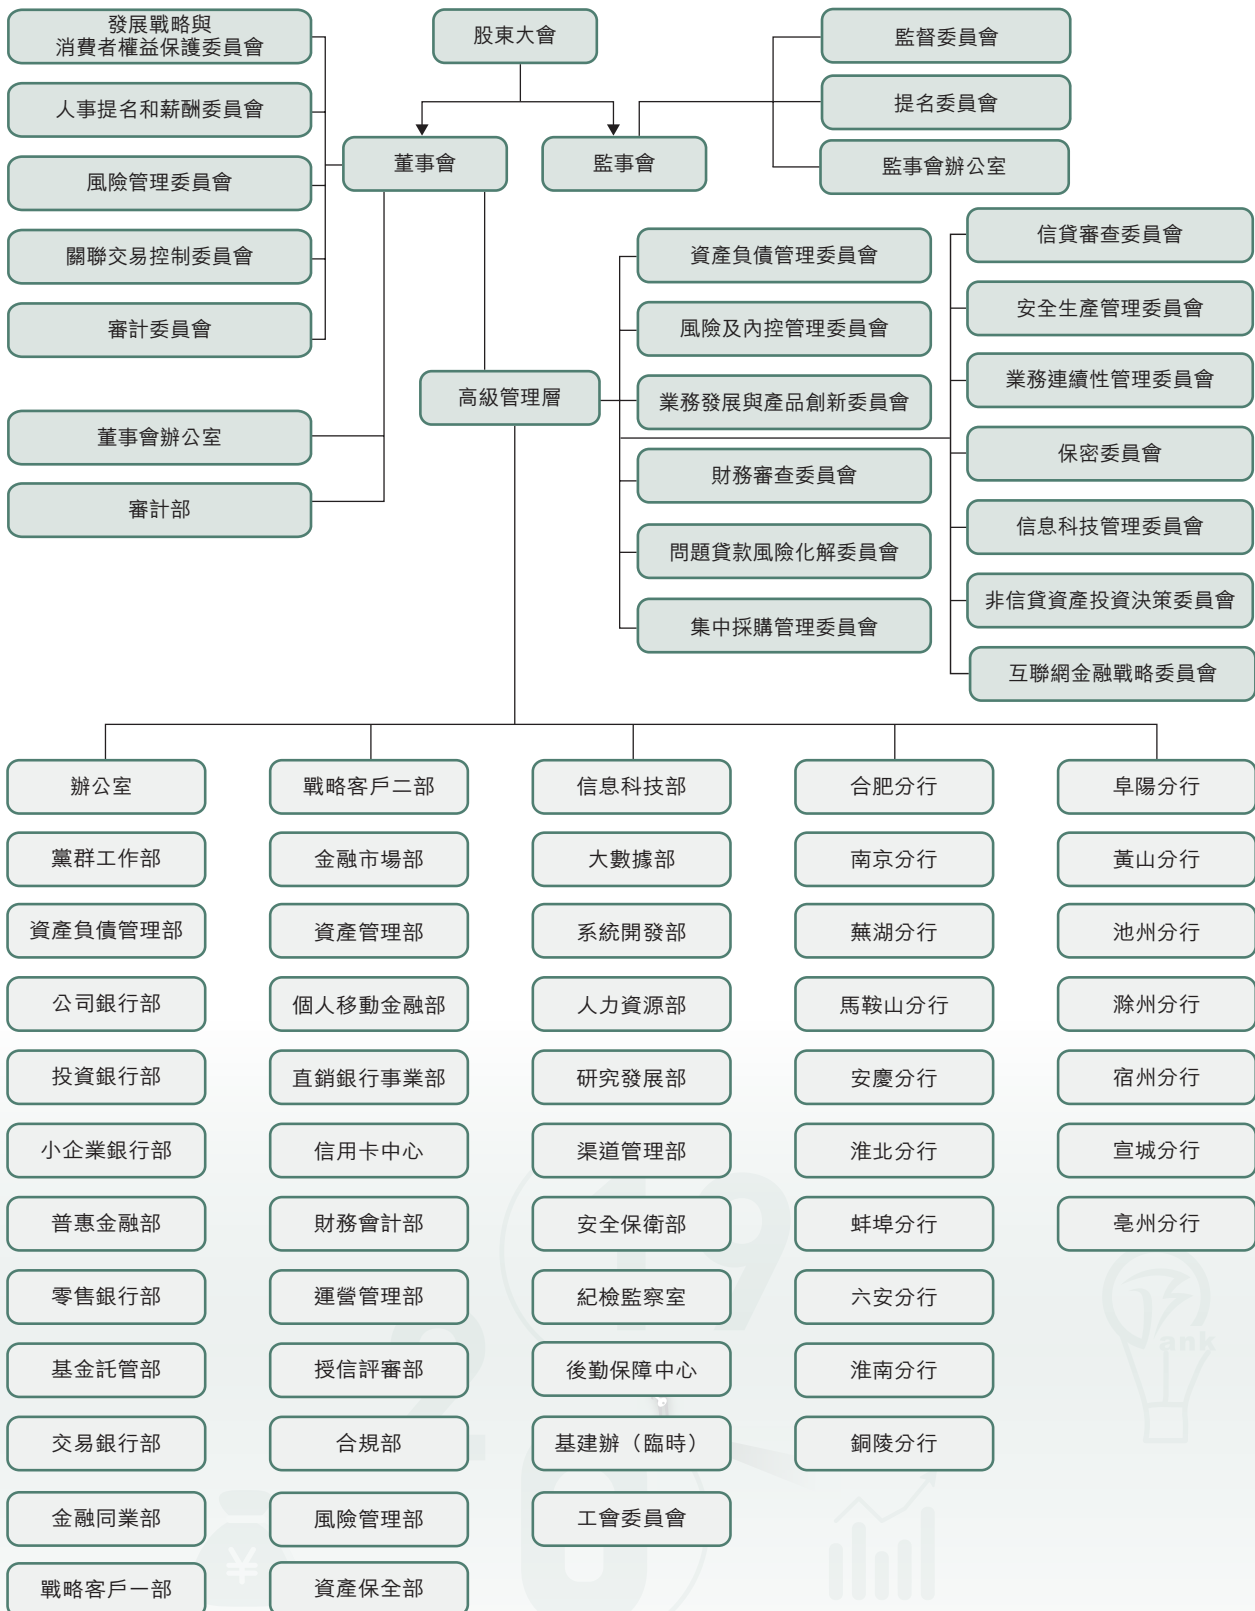 發展戰略與
消費者權益保護委員會
人事提名和薪酬委員會
風險管理委員會
關聯交易控制委員會
審計委員會
董事會辦公室
審計部
股東大會
董事會
監事會
監督委員會
提名委員會
監事會辦公室
高級管理層
資產負債管理委員會
風險及內控管理委員會
業務發展與產品創新委員會
財務審查委員會
問題貸款風險化解委員會
集中採購管理委員會
信貸審查委員會
安全生產管理委員會
業務連續性管理委員會
保密委員會
信息科技管理委員會
非信貸資產投資決策委員會
互聯網金融戰略委員會
辦公室
黨群工作部
資產負債管理部
公司銀行部
投資銀行部
小企業銀行部
普惠金融部
零售銀行部
基金託管部
交易銀行部
金融同業部
戰略客戶一部
戰略客戶二部
金融市場部
資產管理部
個人移動金融部
直銷銀行事業部
信用卡中心
財務會計部
運營管理部
授信評審部
合規部
風險管理部
資產保全部
信息科技部
大數據部
系統開發部
人力資源部
研究發展部
渠道管理部
安全保衛部
紀檢監察室
後勤保障中心
基建辦（臨時）
工會委員會
合肥分行
南京分行
蕪湖分行
馬鞍山分行
安慶分行
淮北分行
蚌埠分行
六安分行
淮南分行
銅陵分行
阜陽分行
黃山分行
池州分行
滁州分行
宿州分行
宣城分行
亳州分行
2019
ank
¥